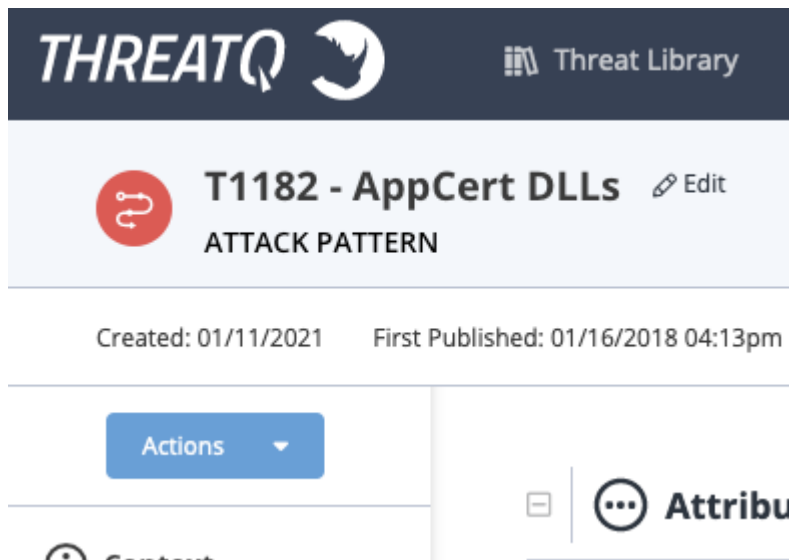 THREATQ
Threat Library
T1182 - AppCert DLLs
Edit
ATTACK PATTERN
Created: 01/11/2021
First Published: 01/16/2018 04:13pm
Actions
Attribu